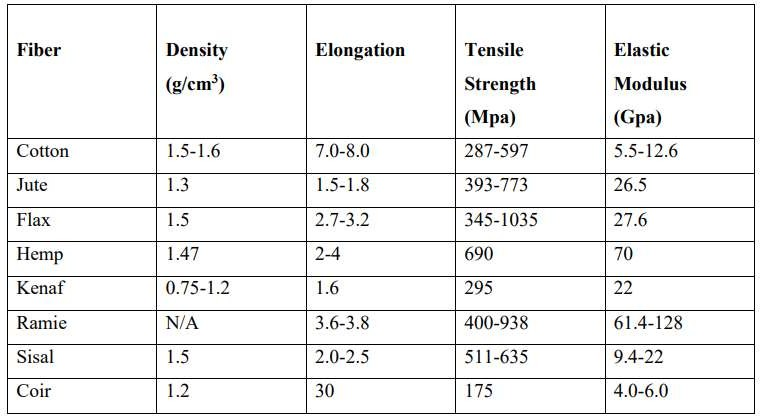 Fiber Density (g/cm³) Elongation Tensile Strength (Mpa) Elastic Modulus (Gpa)
Cotton 1.5-1.6 7.0-8.0 287-597 5.5-12.6
Jute 1.3 1.5-1.8 393-773 26.5
Flax 1.5 2.7-3.2 345-1035 27.6
Hemp 1.47 2-4 690 70
Kenaf 0.75-1.2 1.6 295 22
Ramie N/A 3.6-3.8 400-938 61.4-128
Sisal 1.5 2.0-2.5 511-635 9.4-22
Coir 1.2 30 175 4.0-6.0